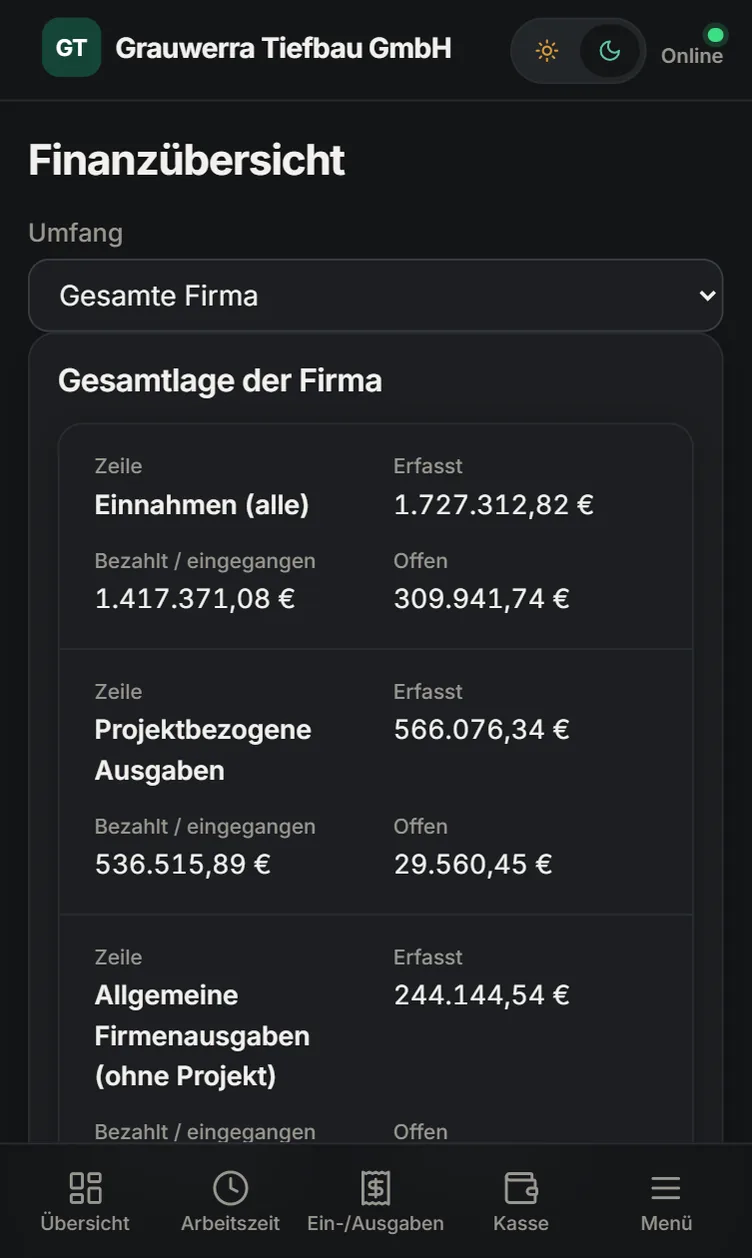 GT Grauwerra Tiefbau GmbH Online
Finanzübersicht
Umfang
Gesamte Firma
Gesamtlage der Firma
Zeile Erfasst
Einnahmen (alle) 1.727.312,82 €
Bezahlt / eingegangen Offen
1.417.371,08 € 309.941,74 €
Zeile Erfasst
Projektbezogene 566.076,34 €
Ausgaben
Bezahlt / eingegangen Offen
536.515,89 € 29.560,45 €
Zeile Erfasst
Allgemeine 244.144,54 €
Firmenausgaben
(ohne Projekt)
Bezahlt / eingegangen Offen
Übersicht Arbeitszeit Ein-/Ausgaben Kasse Menü